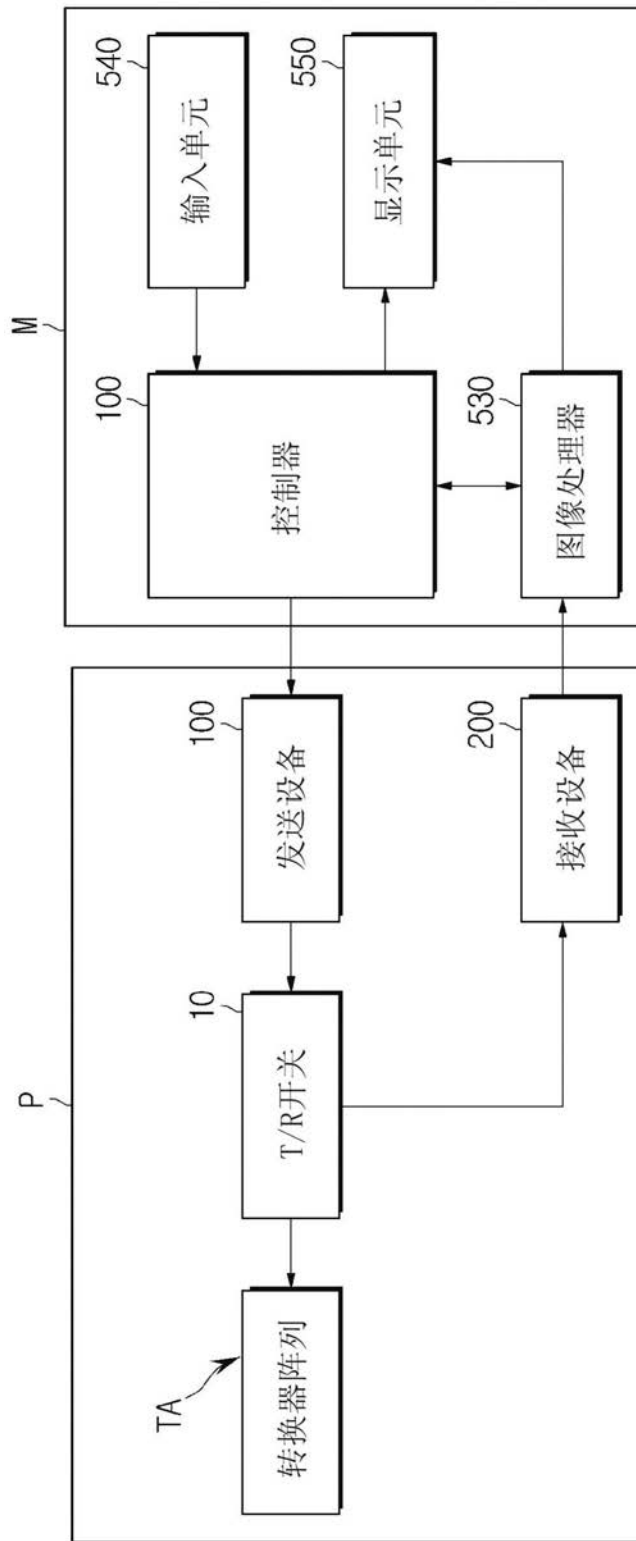 P
M
TA
转换器阵列
10
T/R开关
100
发送设备
100
控制器
540
输入单元
550
显示单元
200
接收设备
530
图像处理器